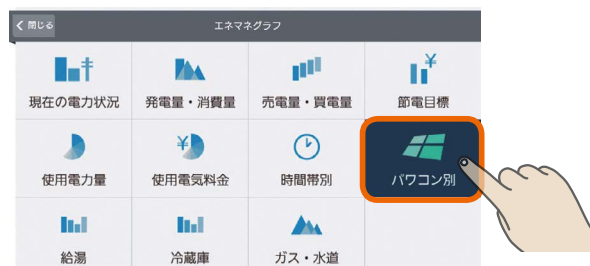 閉じる
エネマネグラフ
現在の電力状況
発電量・消費量
売電量・買電量
節電目標
使用電力量
使用電気料金
時間帯別
パワコン別
給湯
冷蔵庫
ガス・水道